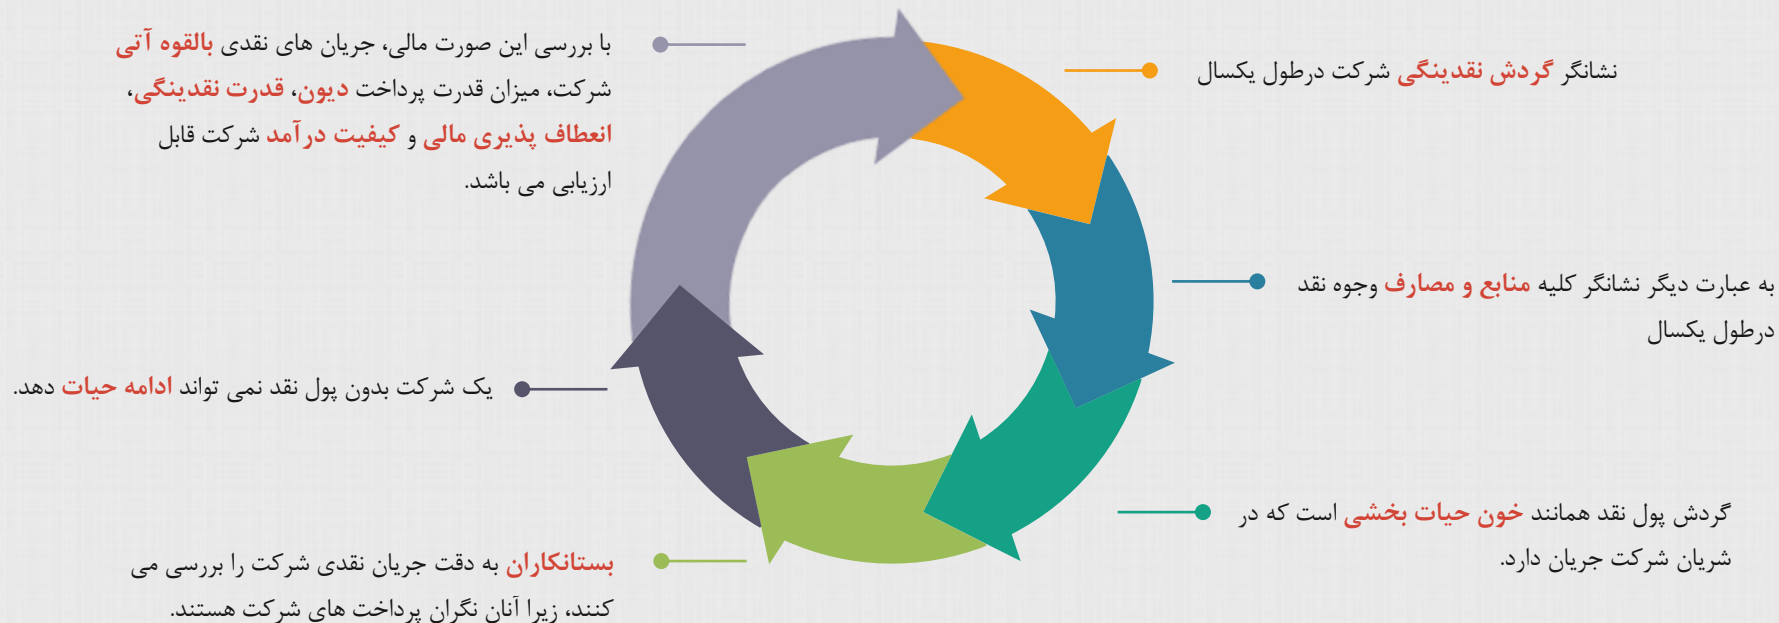 نشانگر گردش نقدینگی شرکت درطول یکسال
به عبارت دیگر نشانگر کلیه منابع و مصارف وجوه نقد
درطول یکسال
گردش پول نقد همانند خون حیات بخشی است که در
شریان شرکت جریان دارد.
بستانکاران به دقت جریان نقدی شرکت را بررسی می
کنند، زیرا آنان نگران پرداخت های شرکت هستند.
یک شرکت بدون پول نقد نمی تواند ادامه حیات دهد.
با بررسی این صورت مالی، جریان های نقدی بالقوه آتی
شرکت، میزان قدرت پرداخت دیون، قدرت نقدینگی،
انعطاف پذیری مالی و کیفیت درآمد شرکت قابل
ارزیابی می باشد.